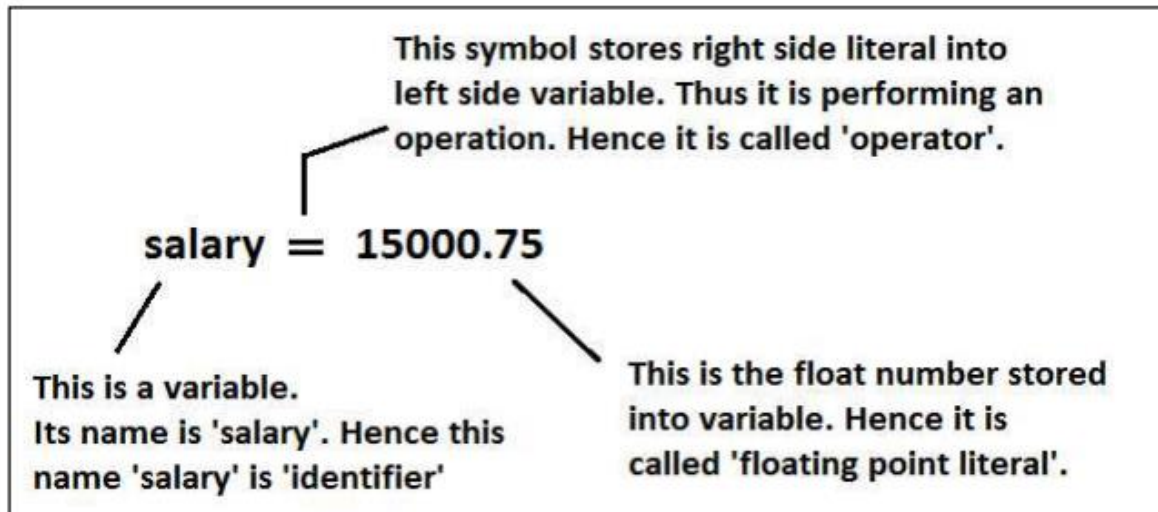 This symbol stores right side literal into
left side variable. Thus it is performing an
operation. Hence it is called 'operator'.
salary = 15000.75
This is a variable.
Its name is 'salary'. Hence this
name 'salary' is 'identifier'
This is the float number stored
into variable. Hence it is
called 'floating point literal'.